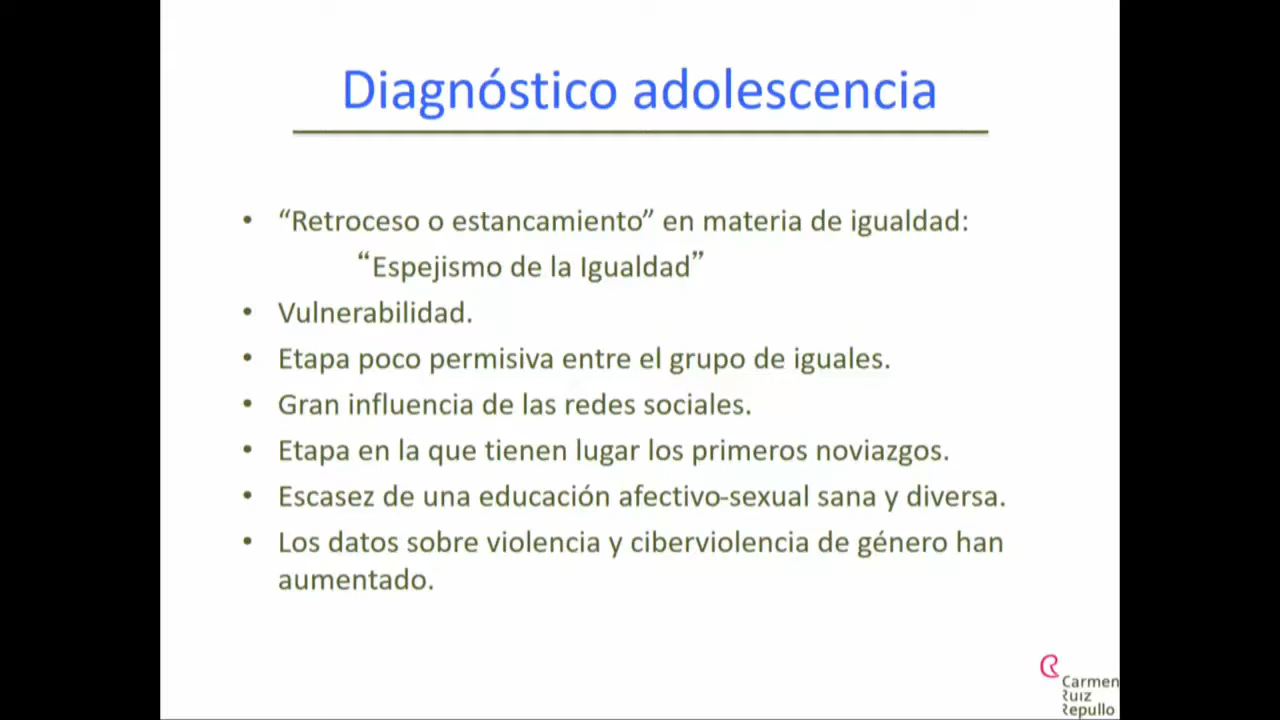 Diagnóstico adolescencia
• “Retroceso o estancamiento” en materia de igualdad:
“Espejismo de la Igualdad”
• Vulnerabilidad.
• Etapa poco permisiva entre el grupo de iguales.
• Gran influencia de las redes sociales.
• Etapa en la que tienen lugar los primeros noviazgos.
• Escasez de una educación afectivo-sexual sana y diversa.
• Los datos sobre violencia y ciberviolencia de género han
aumentado.
Carmen
Ruiz
Repullo